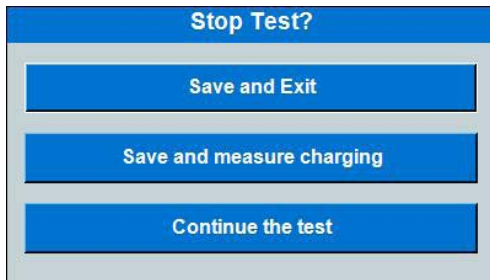 Stop Test?
Save and Exit
Save and measure charging
Continue the test